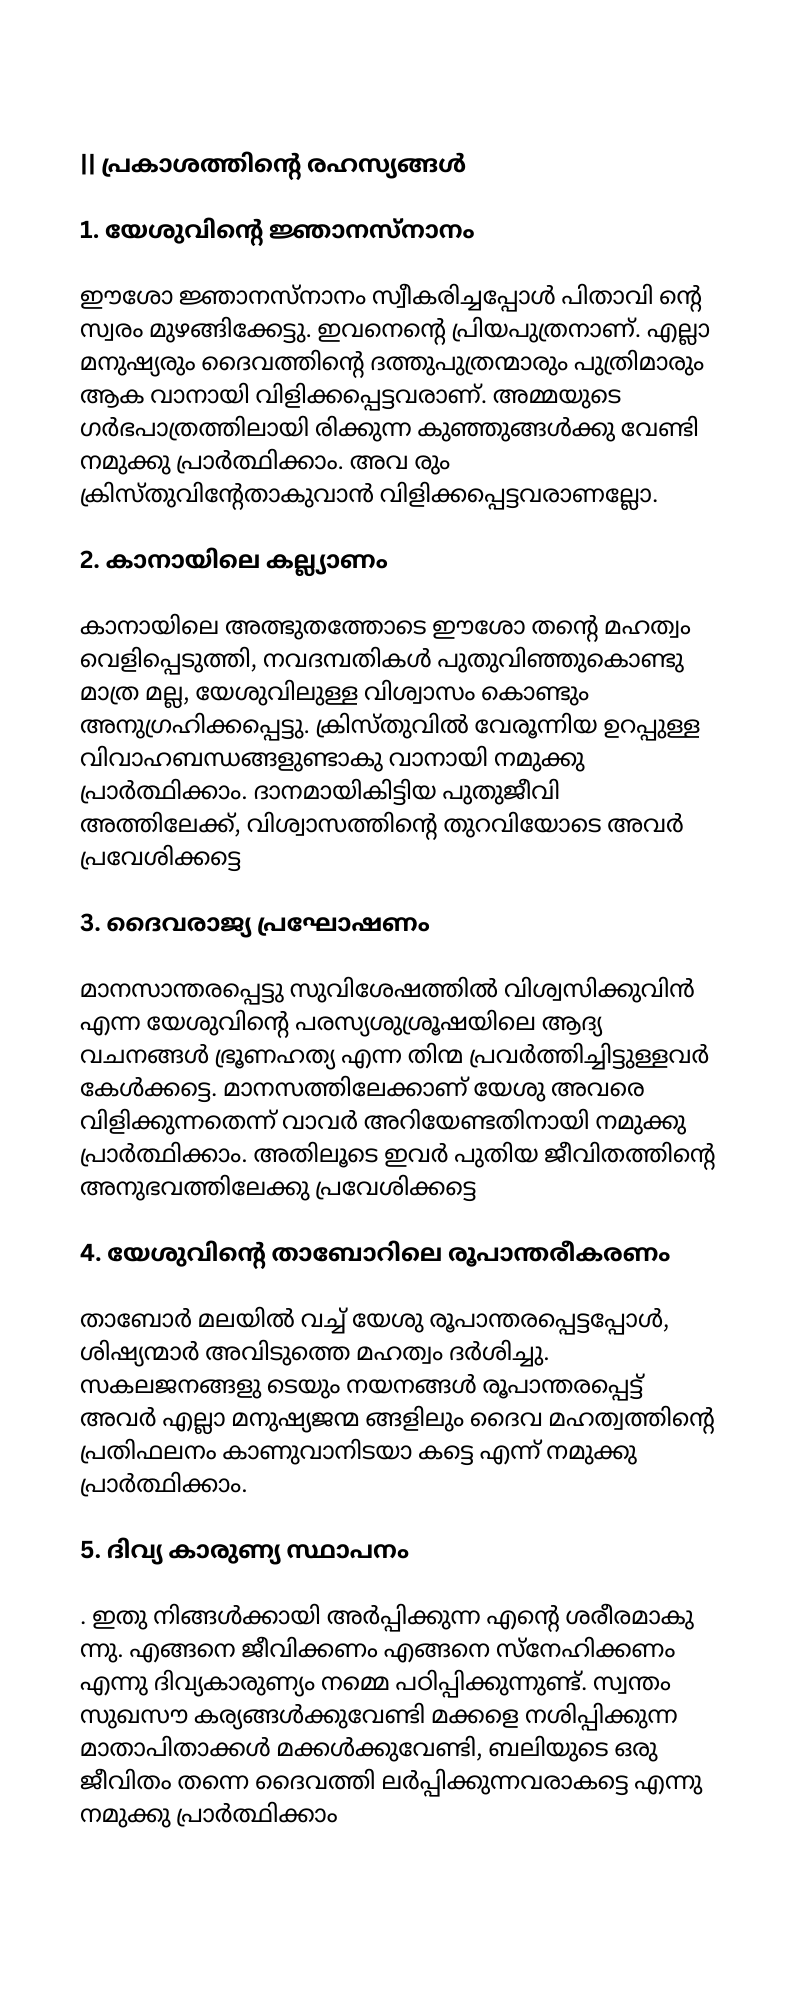 || പ്രകാശത്തിന്റെ രഹസ്യങ്ങൾ
1. യേശുവിന്റെ ജ്ഞാനസ്നാനം
ഈശോ ജ്ഞാനസ്നാനം സ്വീകരിച്ചപ്പോൾ പിതാവി ന്റെ
സ്വരം മുഴങ്ങിക്കേട്ടു. ഇവനെന്റെ പ്രിയപുത്രനാണ്. എല്ലാ
മനുഷ്യരും ദൈവത്തിന്റെ ദത്തുപുത്രന്മാരും പുത്രിമാരും
ആക വാനായി വിളിക്കപ്പെട്ടവരാണ്. അമ്മയുടെ
ഗർഭപാത്രത്തിലായി രിക്കുന്ന കുഞ്ഞുങ്ങൾക്കു വേണ്ടി
നമുക്കു പ്രാർത്ഥിക്കാം. അവ രും
ക്രിസ്തുവിന്റേതാകുവാൻ വിളിക്കപ്പെട്ടവരാണല്ലോ.
2. കാനായിലെ കല്ല്യാണം
കാനായിലെ അത്ഭുതത്തോടെ ഈശോ തന്റെ മഹത്വം
വെളിപ്പെടുത്തി, നവദമ്പതികൾ പുതുവിഞ്ഞുകൊണ്ടു
മാത്ര മല്ല, യേശുവിലുള്ള വിശ്വാസം കൊണ്ടും
അനുഗ്രഹിക്കപ്പെട്ടു. ക്രിസ്തുവിൽ വേരൂന്നിയ ഉറപ്പുള്ള
വിവാഹബന്ധങ്ങളുണ്ടാകു വാനായി നമുക്കു
പ്രാർത്ഥിക്കാം. ദാനമായികിട്ടിയ പുതുജീവി
അത്തിലേക്ക്, വിശ്വാസത്തിന്റെ തുറവിയോടെ അവർ
പ്രവേശിക്കട്ടെ
3. ദൈവരാജ്യ പ്രഘോഷണം
മാനസാന്തരപ്പെട്ടു സുവിശേഷത്തിൽ വിശ്വസിക്കുവിൻ
എന്ന യേശുവിന്റെ പരസ്യശുശ്രൂഷയിലെ ആദ്യ
വചനങ്ങൾ ഭ്രൂണഹത്യ എന്ന തിന്മ പ്രവർത്തിച്ചിട്ടുള്ളവർ
കേൾക്കട്ടെ. മാനസത്തിലേക്കാണ് യേശു അവരെ
വിളിക്കുന്നതെന്ന് വാവർ അറിയേണ്ടതിനായി നമുക്കു
പ്രാർത്ഥിക്കാം. അതിലൂടെ ഇവർ പുതിയ ജീവിതത്തിന്റെ
അനുഭവത്തിലേക്കു പ്രവേശിക്കട്ടെ
4. യേശുവിന്റെ താബോറിലെ രൂപാന്തരീകരണം
താബോർ മലയിൽ വച്ച് യേശു രൂപാന്തരപ്പെട്ടപ്പോൾ,
ശിഷ്യന്മാർ അവിടുത്തെ മഹത്വം ദർശിച്ചു.
സകലജനങ്ങളു ടെയും നയനങ്ങൾ രൂപാന്തരപ്പെട്ട്
അവർ എല്ലാ മനുഷ്യജന്മ ങ്ങളിലും ദൈവ മഹത്വത്തിന്റെ
പ്രതിഫലനം കാണുവാനിടയാ കട്ടെ എന്ന് നമുക്കു
പ്രാർത്ഥിക്കാം.
5. ദിവ്യ കാരുണ്യ സ്ഥാപനം
. ഇതു നിങ്ങൾക്കായി അർപ്പിക്കുന്ന എന്റെ ശരീരമാകു
ന്നു. എങ്ങനെ ജീവിക്കണം എങ്ങനെ സ്നേഹിക്കണം
എന്നു ദിവ്യകാരുണ്യം നമ്മെ പഠിപ്പിക്കുന്നുണ്ട്. സ്വന്തം
സുഖസൗ കര്യങ്ങൾക്കുവേണ്ടി മക്കളെ നശിപ്പിക്കുന്ന
മാതാപിതാക്കൾ മക്കൾക്കുവേണ്ടി, ബലിയുടെ ഒരു
ജീവിതം തന്നെ ദൈവത്തി ലർപ്പിക്കുന്നവരാകട്ടെ എന്നു
നമുക്കു പ്രാർത്ഥിക്കാം